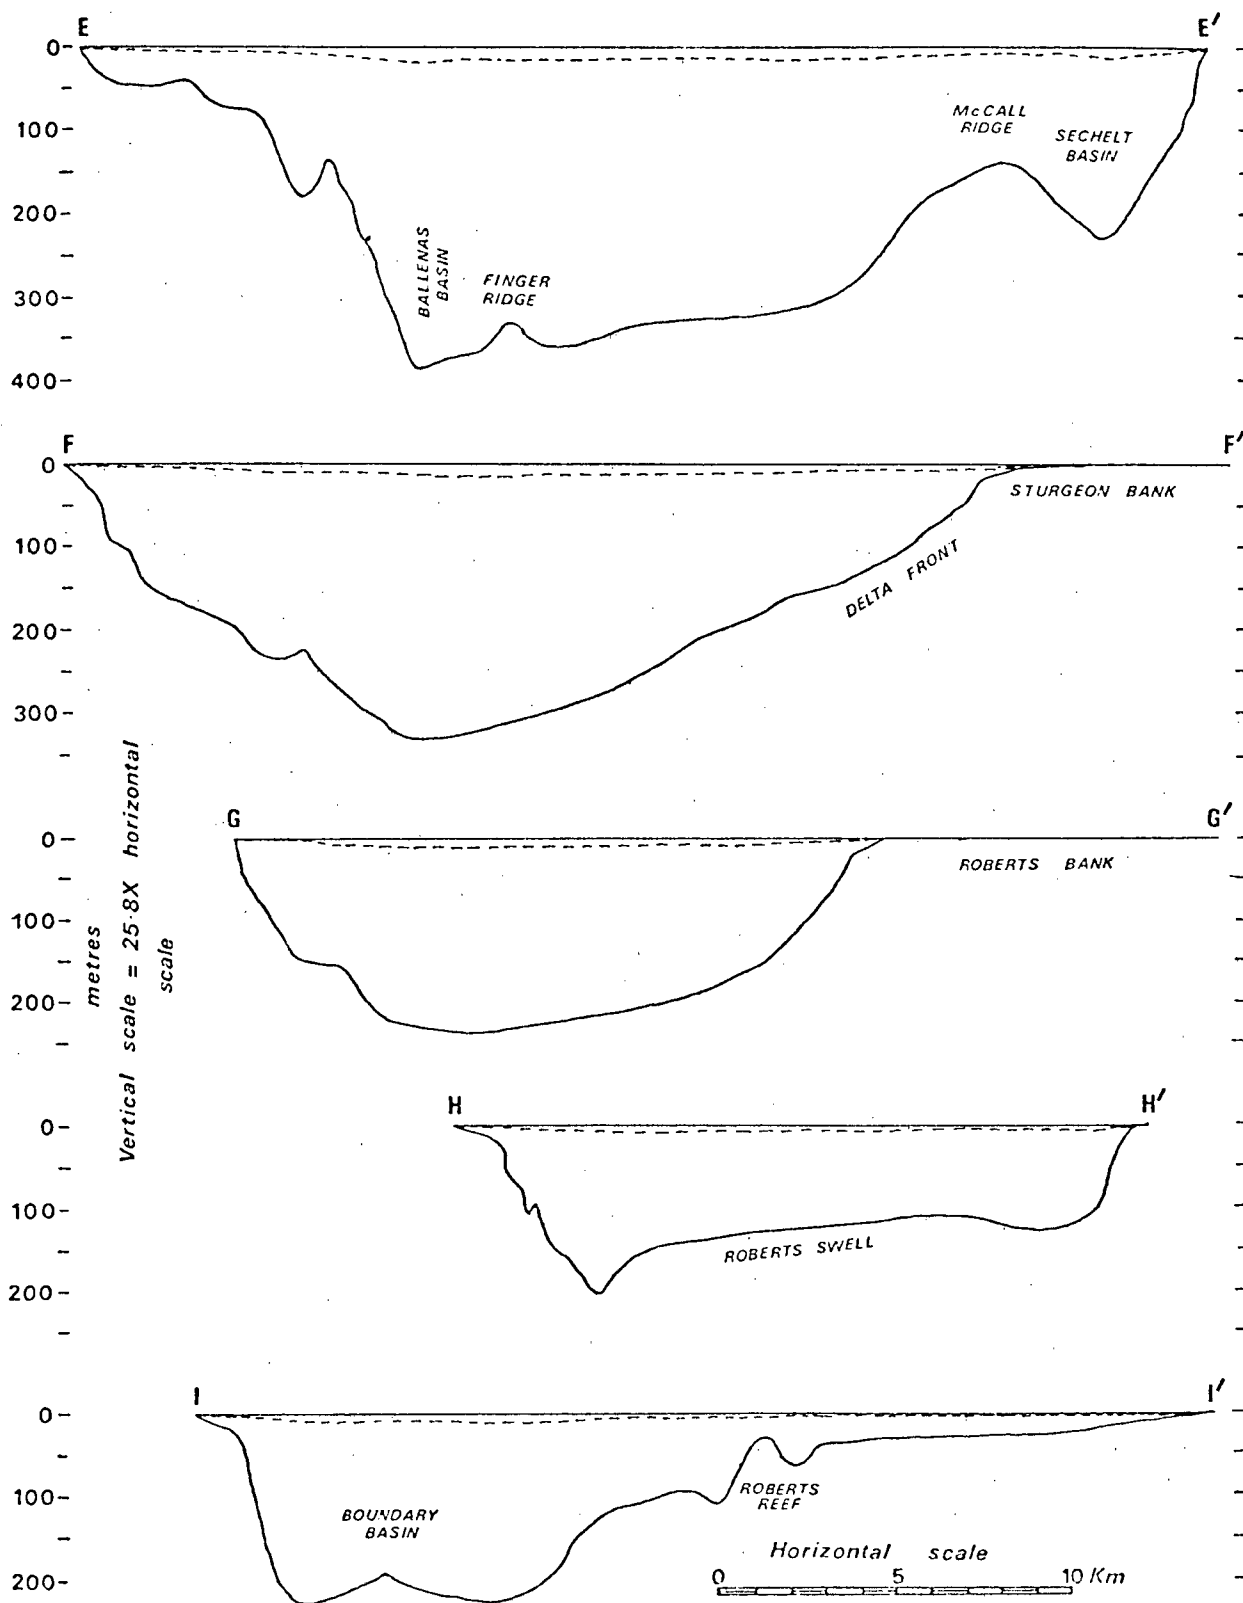 E
E′
0
100
200
300
400
McCALL
RIDGE
SECHELT
BASIN
BALLENAS
BASIN
FINGER
RIDGE
F
F′
0
100
200
300
STURGEON BANK
DELTA FRONT
metres
Vertical scale = 25·8X horizontal
scale
G
G′
0
100
200
ROBERTS BANK
H
H′
0
100
200
ROBERTS SWELL
I
I′
0
100
200
BOUNDARY
BASIN
ROBERTS
REEF
Horizontal scale
0 5 10 Km